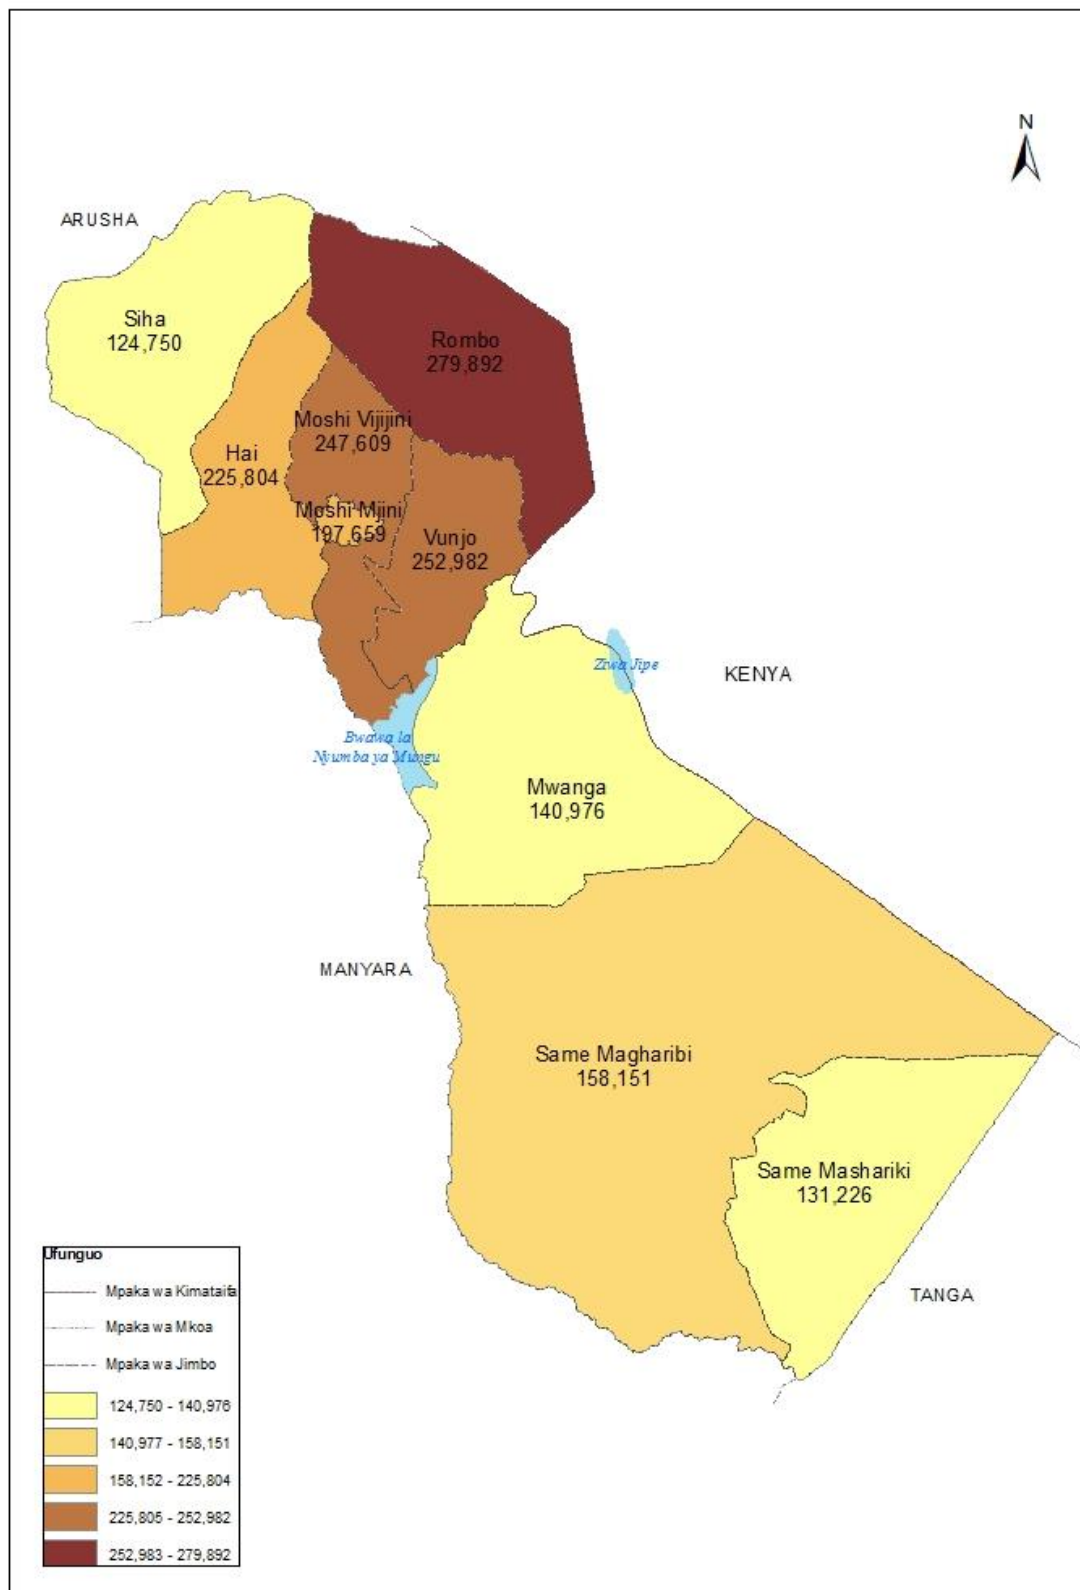 N
ARUSHA
Siha
124,750
Rombo
279,892
Moshi Vijijini
247,609
Hai
225,804
Moshi Mjini
197,659
Vunjo
252,982
Ziwa Jipe
KENYA
Bwawa la
Nyumba ya Mungu
Mwanga
140,976
MANYARA
Same Magharibi
158,151
Same Mashariki
131,226
TANGA
Ufunguo
Mpaka wa Kimataifa
Mpaka wa Mkoa
Mpaka wa Jimbo
124,750 - 140,976
140,977 - 158,151
158,152 - 225,804
225,805 - 252,982
252,983 - 279,892